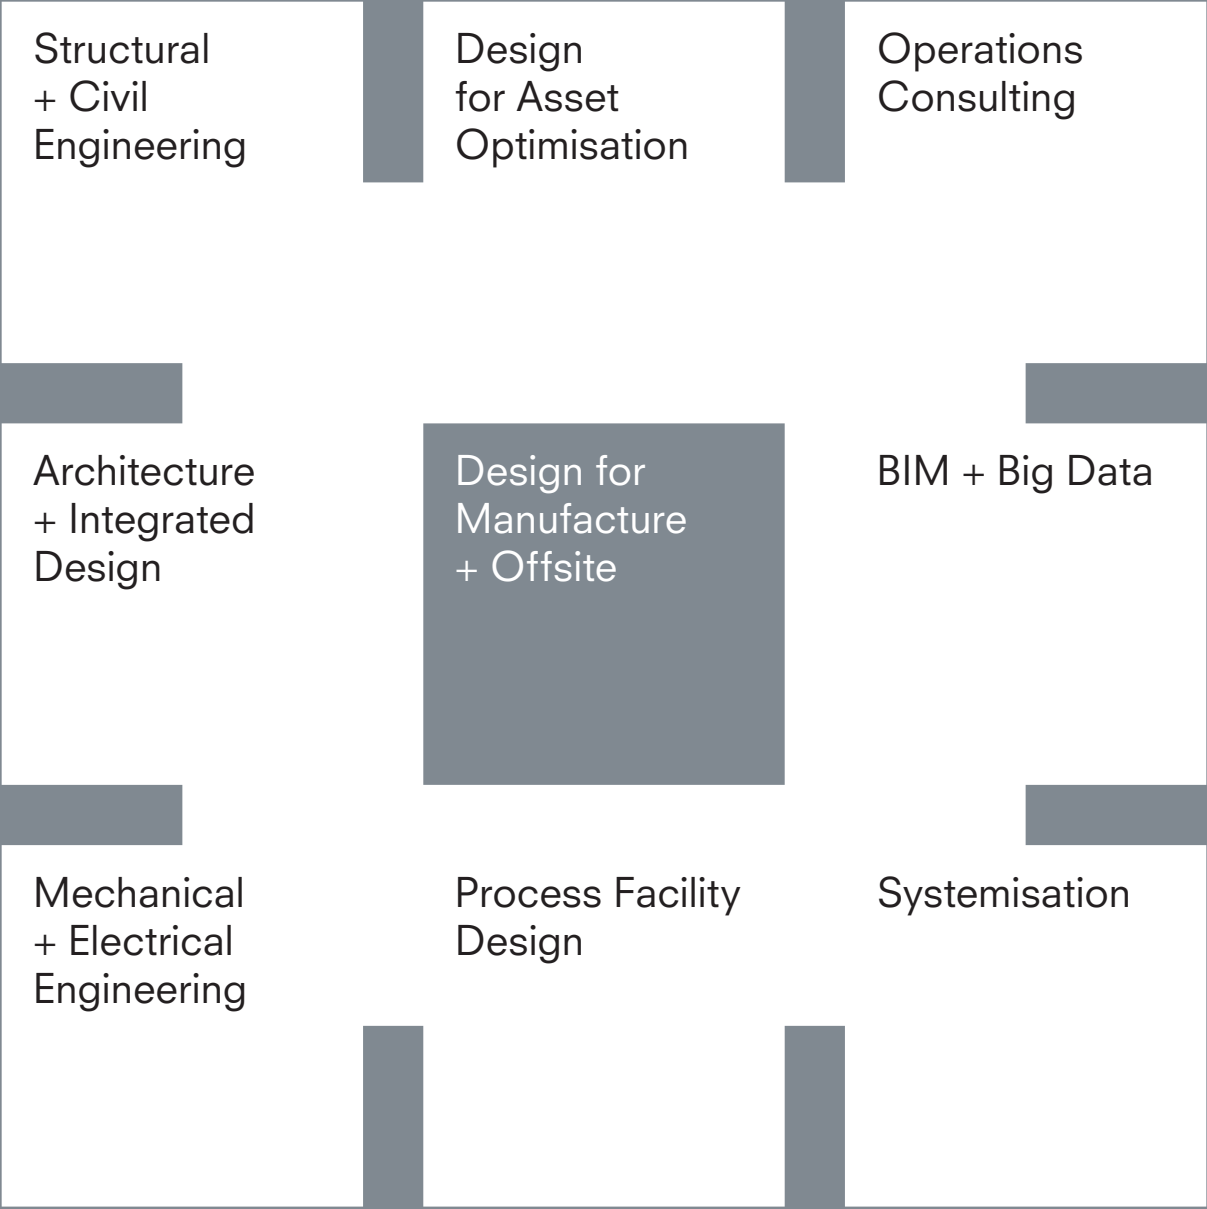 Structural
+ Civil
Engineering
Design
for Asset
Optimisation
Operations
Consulting
Architecture
+ Integrated
Design
Design for
Manufacture
+ Offsite
BIM + Big Data
Mechanical
+ Electrical
Engineering
Process Facility
Design
Systemisation